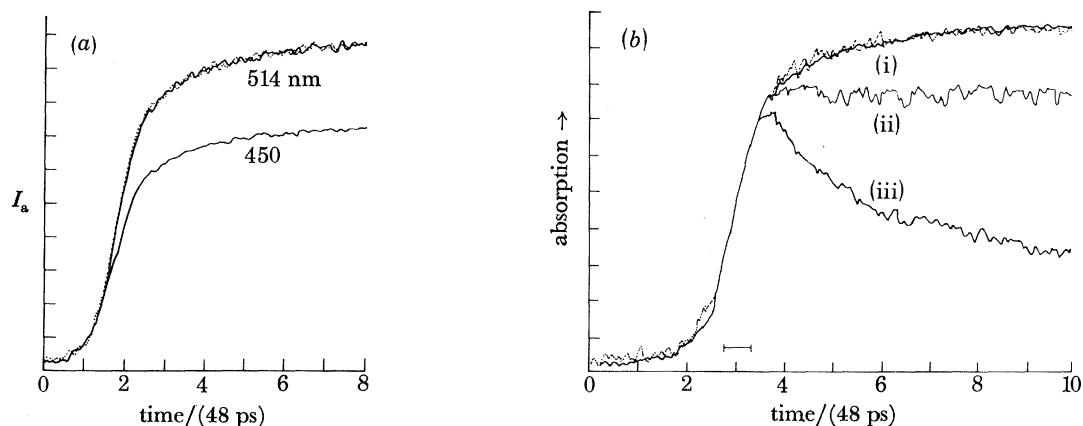 (a)
514 nm
450
I_a
0 2 4 6 8
time/(48 ps)
(b)
(i)
(ii)
(iii)
absorption →
0 2 4 6 8 10
time/(48 ps)